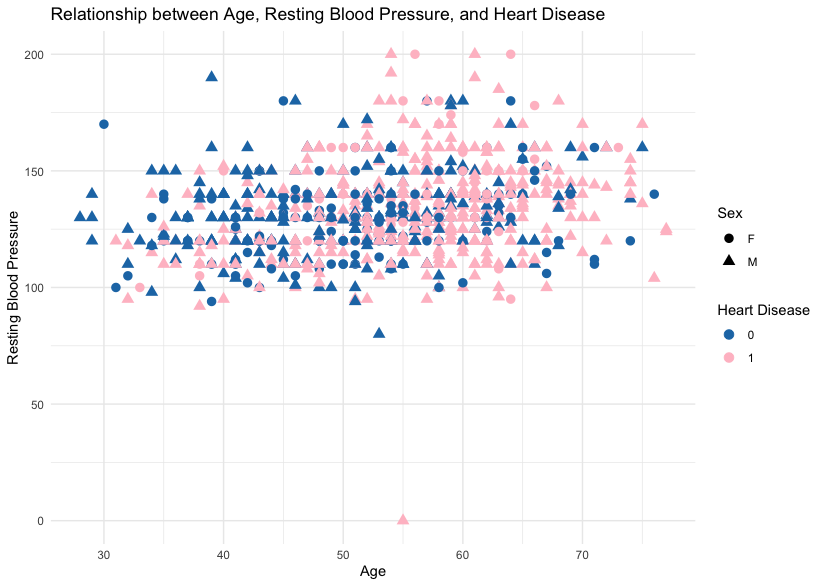 Relationship between Age, Resting Blood Pressure, and Heart Disease
Resting Blood Pressure
200
150
100
50
0
30
40
50
60
70
Age
Sex
F
M
Heart Disease
0
1